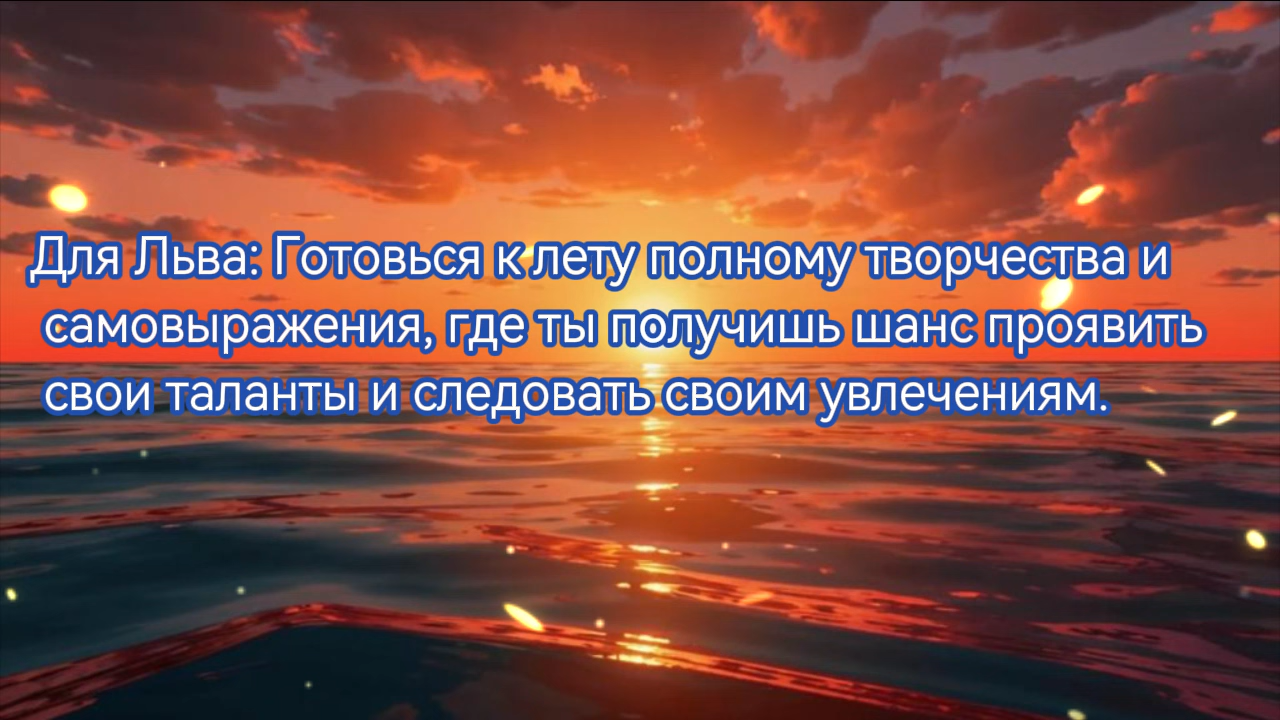 Для Льва: Готовься к лету полному творчества и
самовыражения, где ты получишь шанс проявить
свои таланты и следовать своим увлечениям.